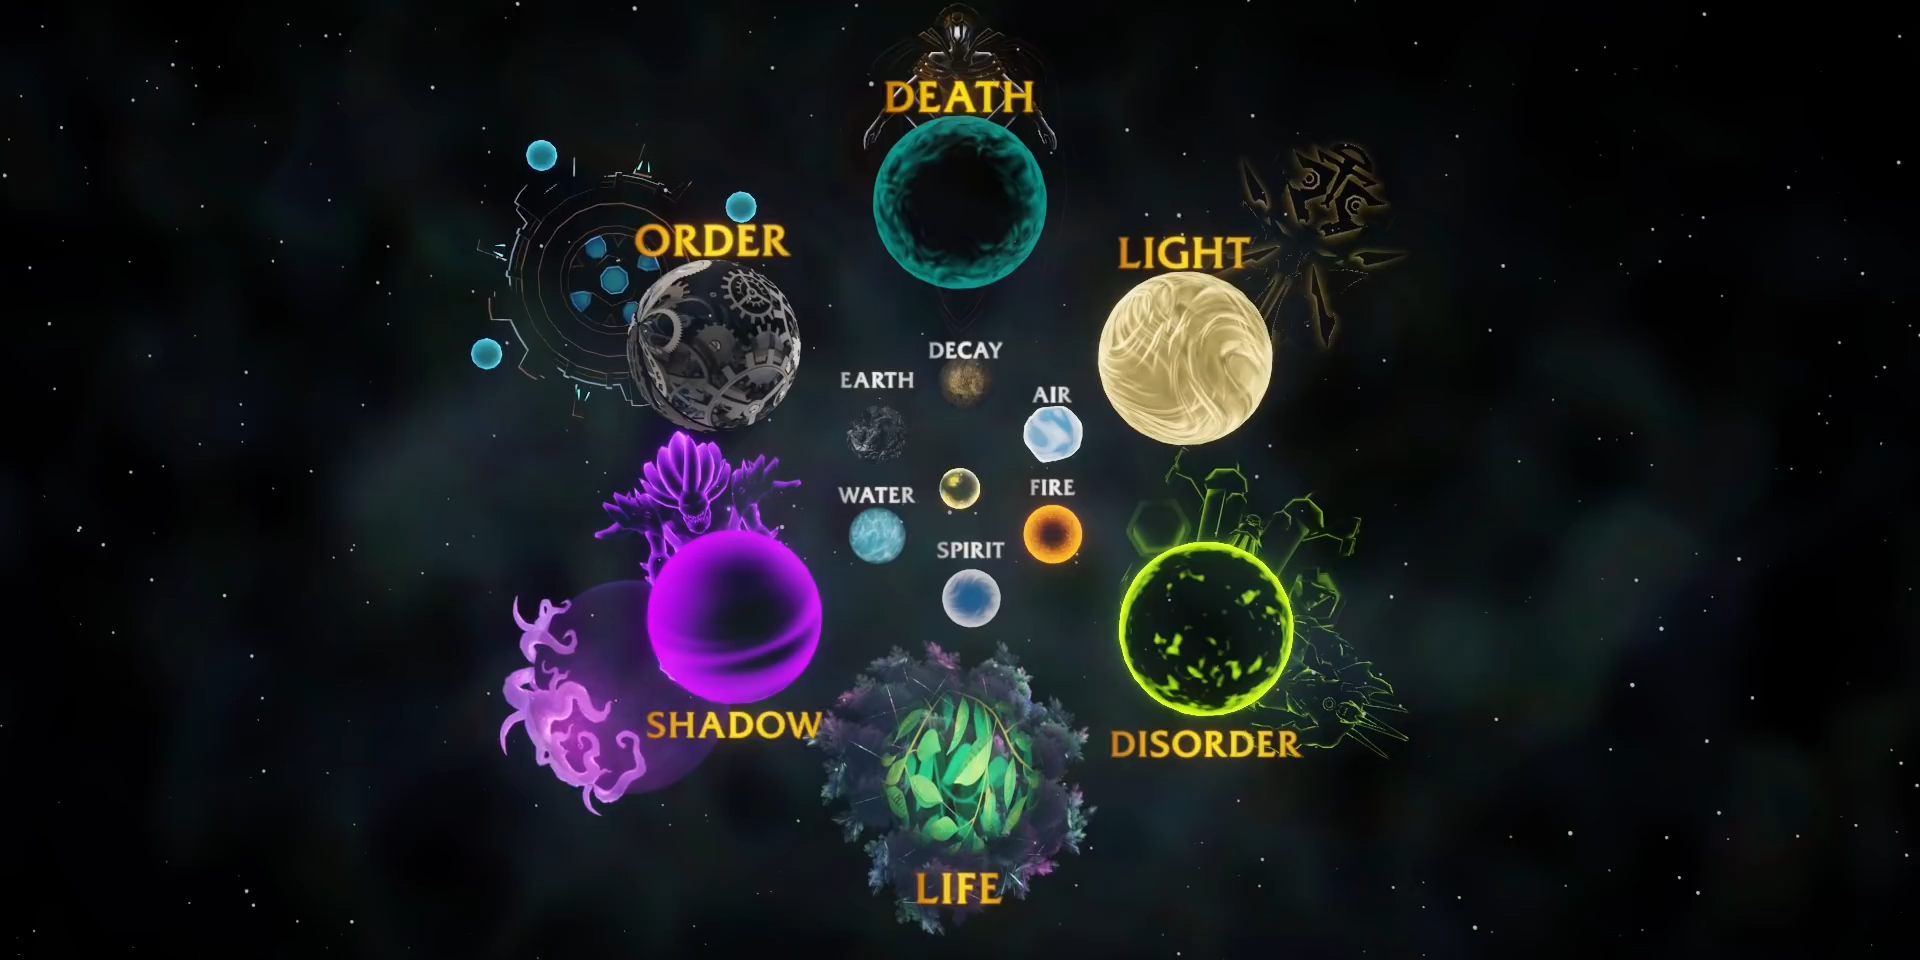 DEATH
ORDER
LIGHT
DECAY
EARTH
AIR
WATER
FIRE
SPIRIT
SHADOW
DISORDER
LIFE